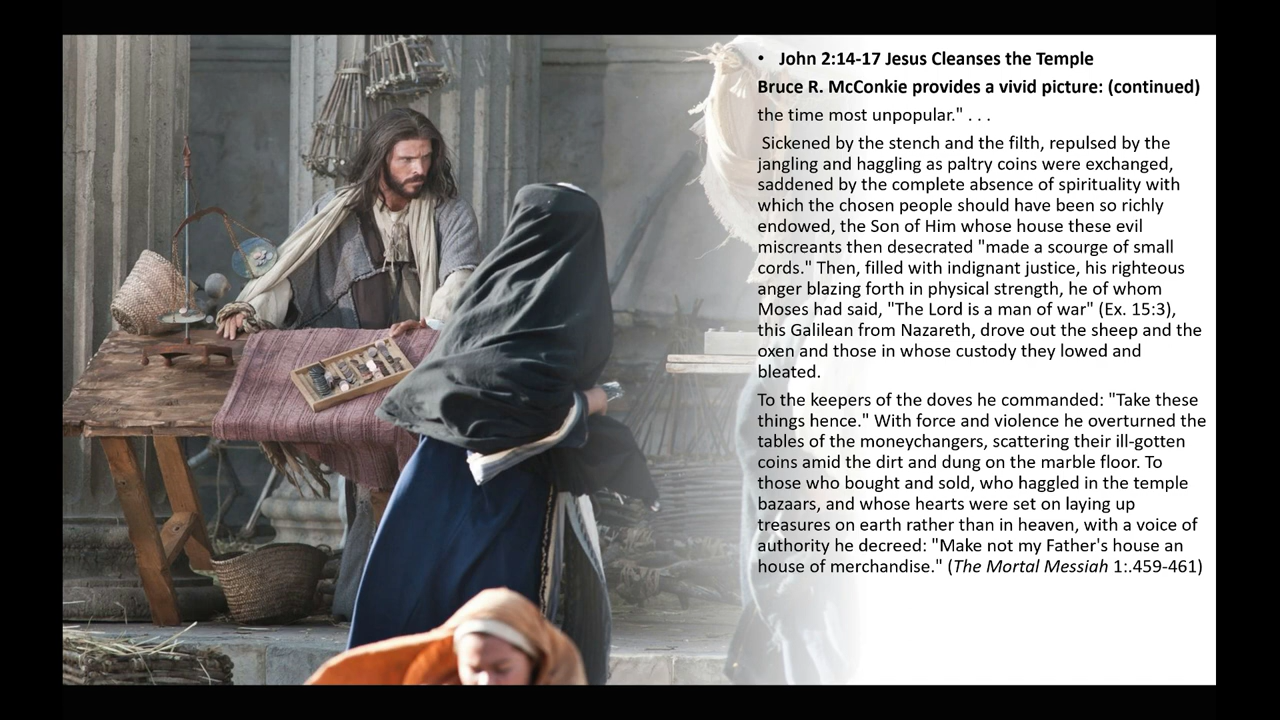 • John 2:14-17 Jesus Cleanses the Temple
Bruce R. McConkie provides a vivid picture: (continued)
the time most unpopular." . . .
Sickened by the stench and the filth, repulsed by the
jangling and haggling as paltry coins were exchanged,
saddened by the complete absence of spirituality with
which the chosen people should have been so richly
endowed, the Son of Him whose house these evil
miscreants then desecrated "made a scourge of small
cords." Then, filled with indignant justice, his righteous
anger blazing forth in physical strength, he of whom
Moses had said, "The Lord is a man of war" (Ex. 15:3),
this Galilean from Nazareth, drove out the sheep and the
oxen and those in whose custody they lowed and
bleated.
To the keepers of the doves he commanded: "Take these
things hence." With force and violence he overturned the
tables of the moneychangers, scattering their ill-gotten
coins amid the dirt and dung on the marble floor. To
those who bought and sold, who haggled in the temple
bazaars, and whose hearts were set on laying up
treasures on earth rather than in heaven, with a voice of
authority he decreed: "Make not my Father's house an
house of merchandise." (The Mortal Messiah 1:.459-461)